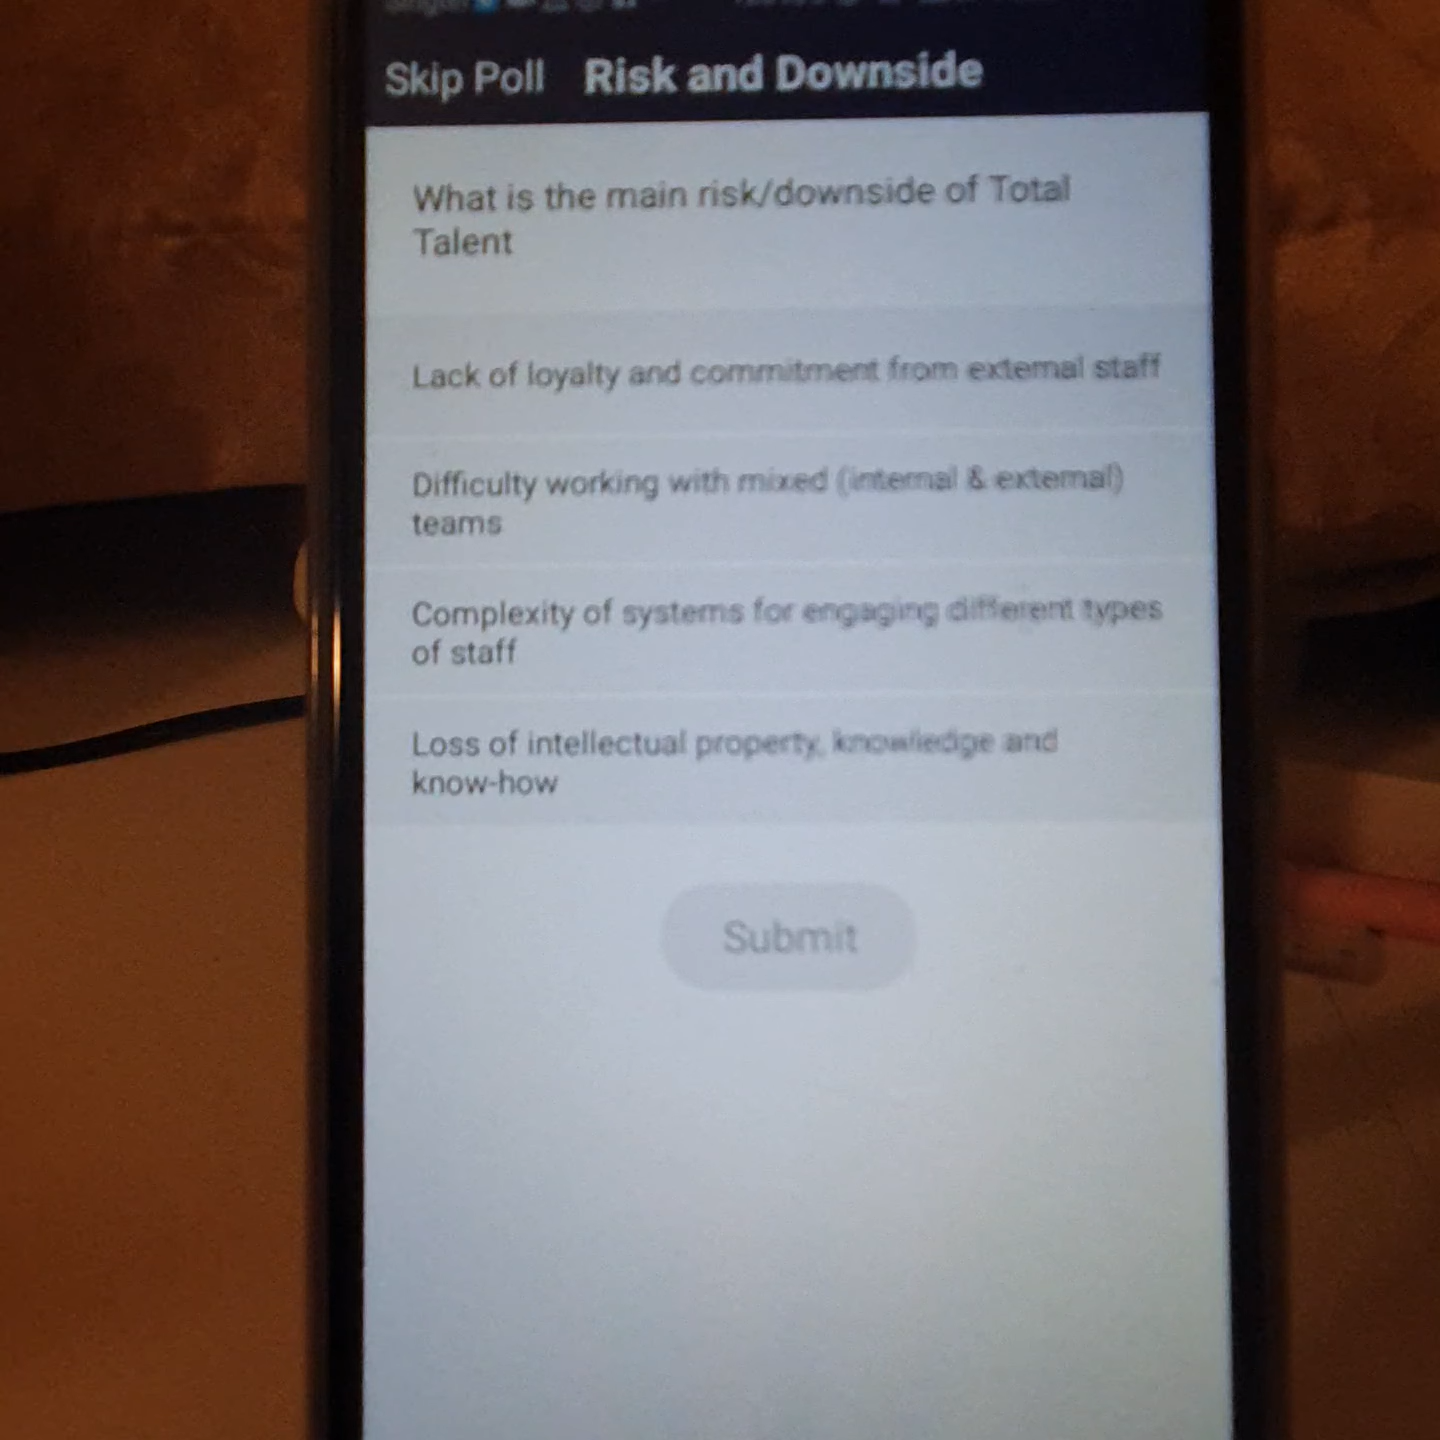 Skip Poll Risk and Downside
What is the main risk/downside of Total
Talent
Lack of loyalty and commitment from external staff
Difficulty working with mixed (internal & external)
teams
Complexity of systems for engaging different types
of staff
Loss of intellectual property, knowledge and
know-how
Submit